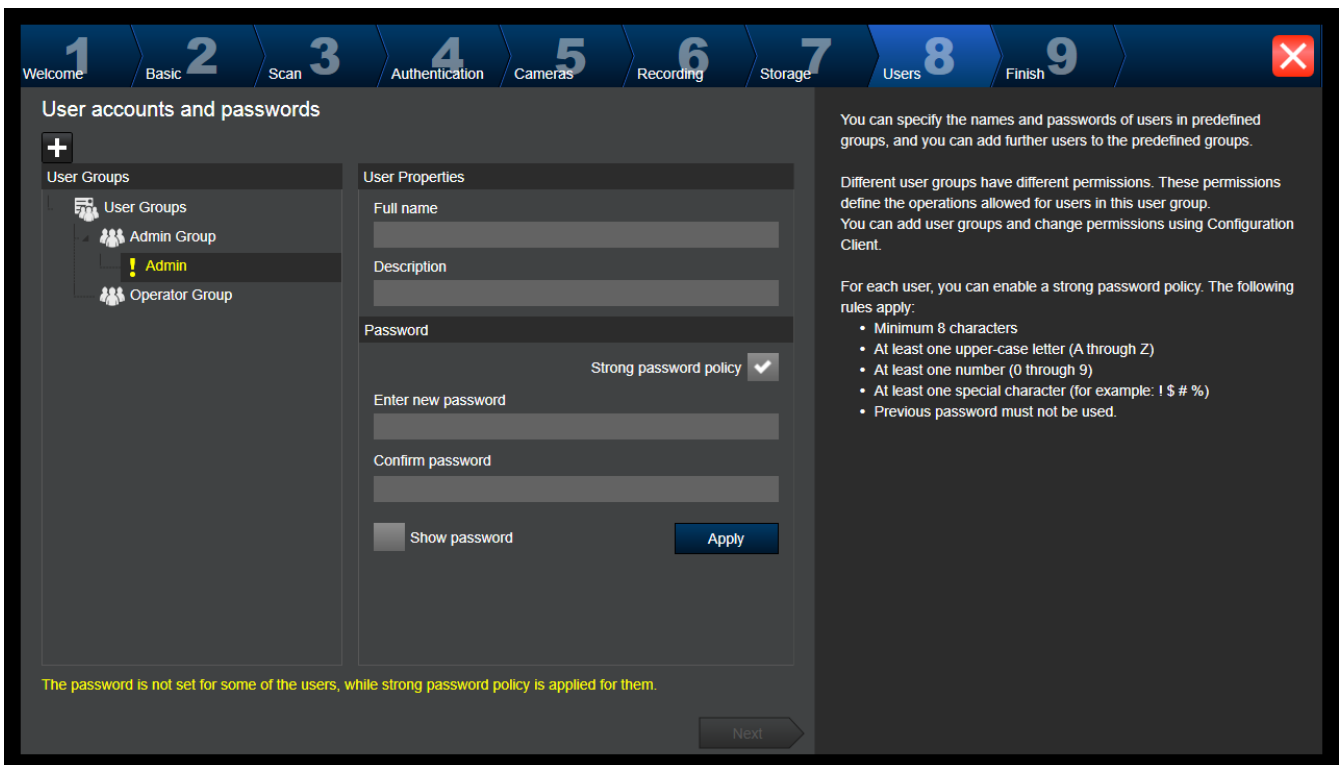 1 Welcome
2 Basic
3 Scan
4 Authentication
5 Cameras
6 Recording
7 Storage
8 Users
9 Finish
User accounts and passwords
User Groups
User Groups
Admin Group
! Admin
Operator Group
User Properties
Full name
Description
Password
Strong password policy
Enter new password
Confirm password
Show password
Apply
The password is not set for some of the users, while strong password policy is applied for them.
Next
You can specify the names and passwords of users in predefined
groups, and you can add further users to the predefined groups.
Different user groups have different permissions. These permissions
define the operations allowed for users in this user group.
You can add user groups and change permissions using Configuration
Client.
For each user, you can enable a strong password policy. The following
rules apply:
• Minimum 8 characters
• At least one upper-case letter (A through Z)
• At least one number (0 through 9)
• At least one special character (for example: ! $ # %)
• Previous password must not be used.